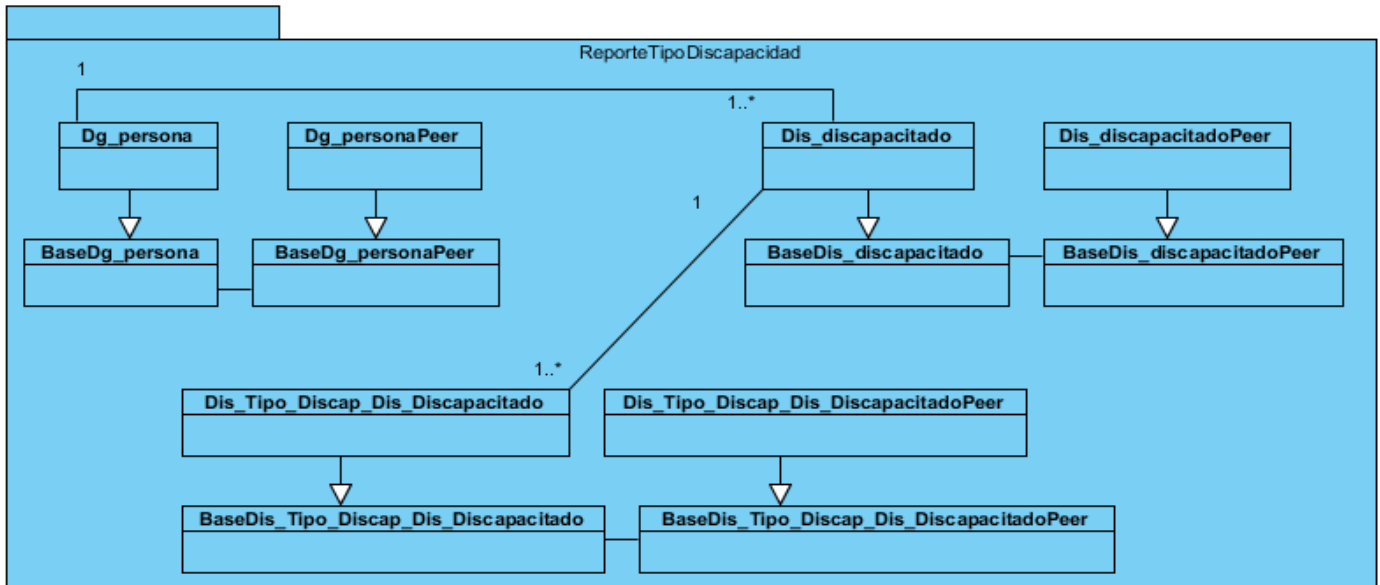 ReporteTipoDiscapacidad
1
1..*
Dg_persona
Dg_personaPeer
Dis_discapacitado
Dis_discapacitadoPeer
1
BaseDg_persona
BaseDg_personaPeer
BaseDis_discapacitado
BaseDis_discapacitadoPeer
1..*
Dis_Tipo_Discap_Dis_Discapacitado
Dis_Tipo_Discap_Dis_DiscapacitadoPeer
BaseDis_Tipo_Discap_Dis_Discapacitado
BaseDis_Tipo_Discap_Dis_DiscapacitadoPeer